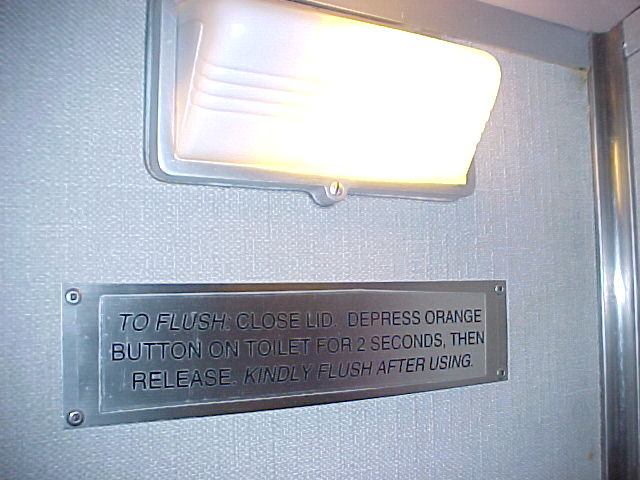 TO FLUSH: CLOSE LID. DEPRESS ORANGE
BUTTON ON TOILET FOR 2 SECONDS, THEN
RELEASE. KINDLY FLUSH AFTER USING.